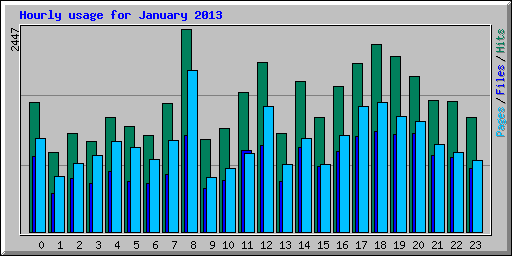 Hourly usage for January 2013
2447
Pages/Files/Hits
0 1 2 3 4 5 6 7 8 9 10 11 12 13 14 15 16 17 18 19 20 21 22 23